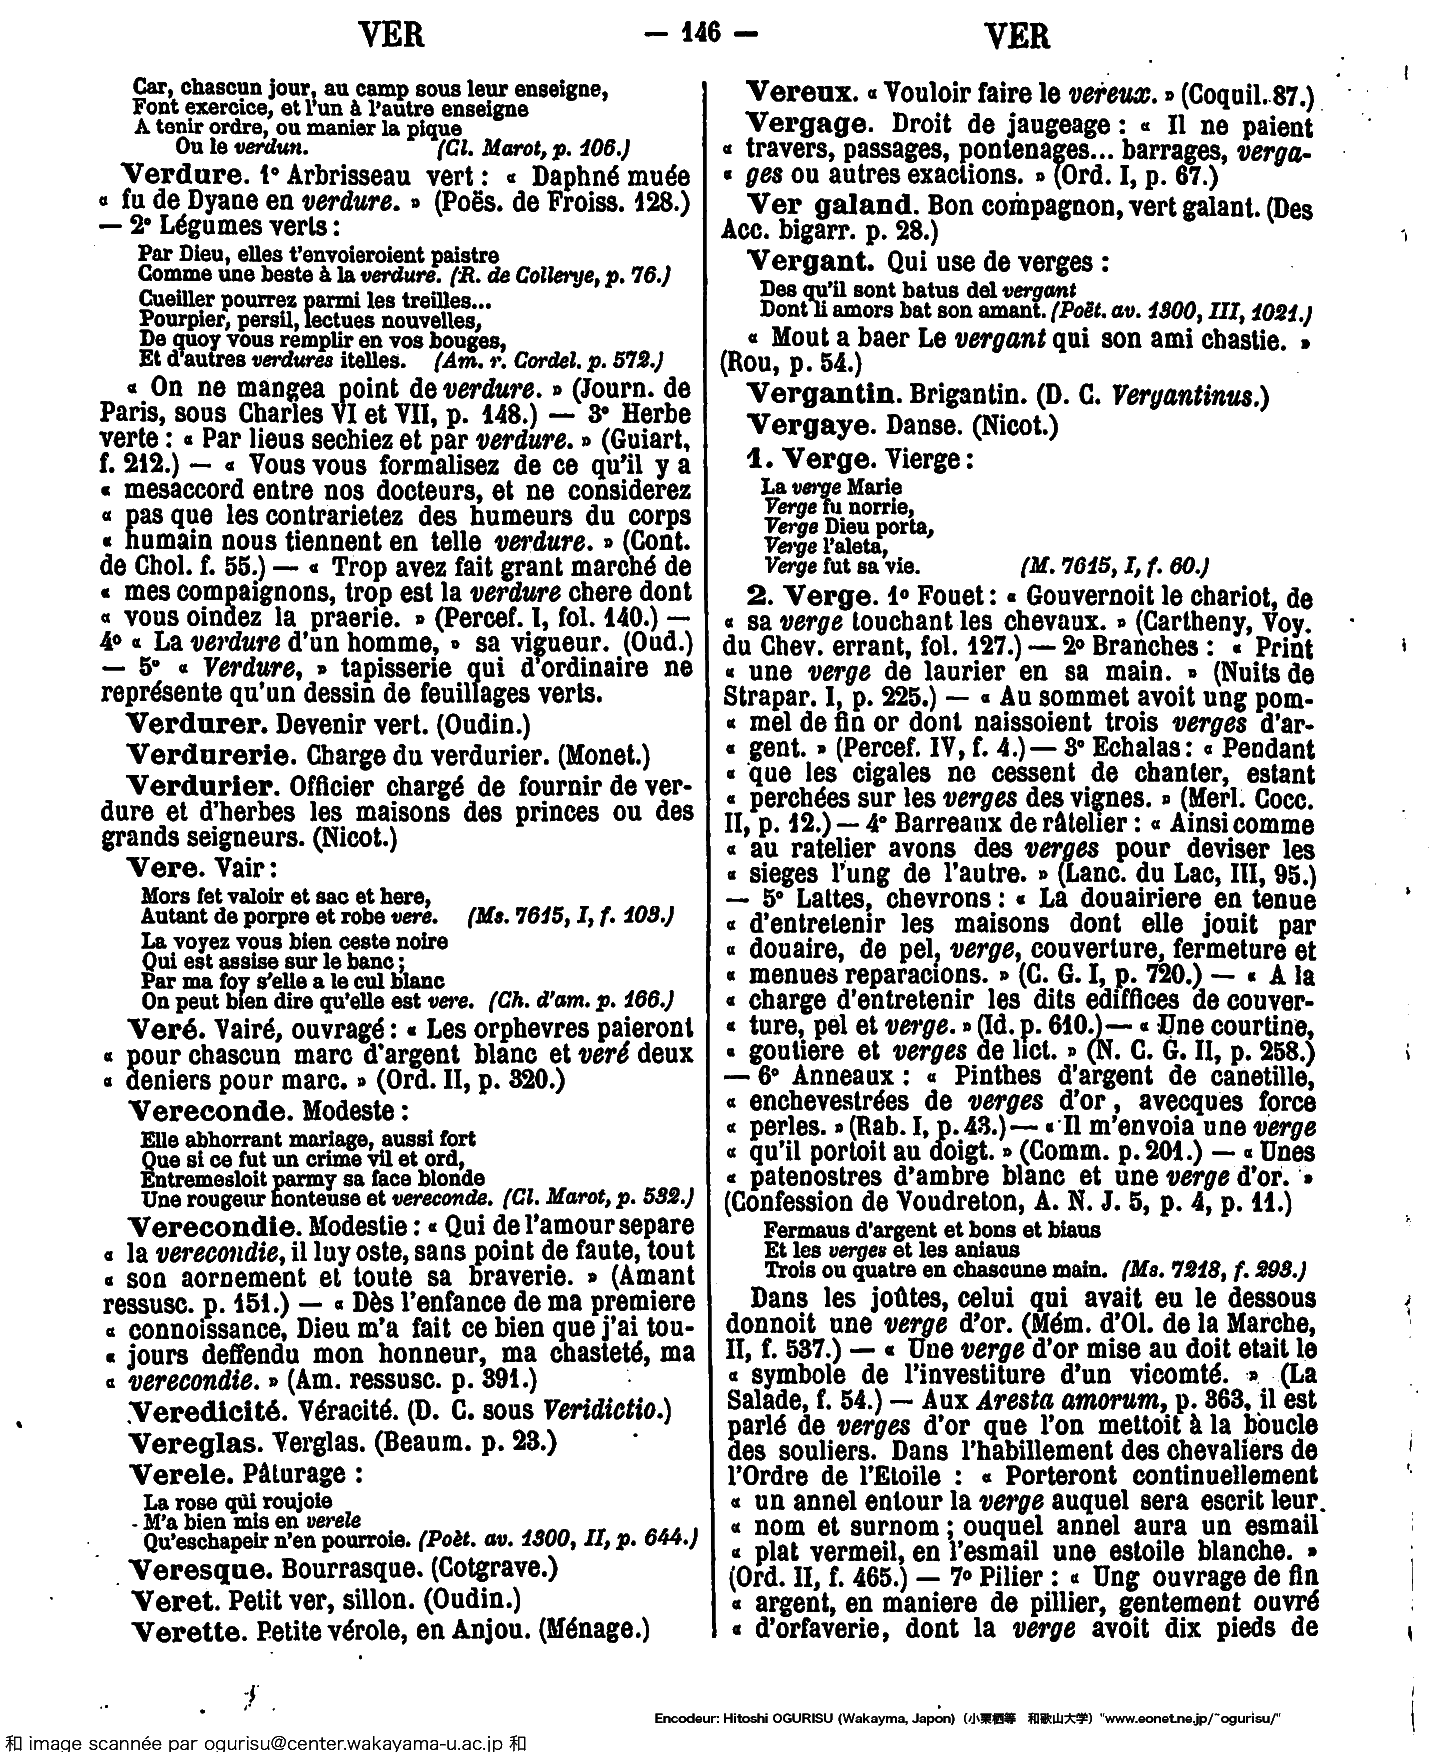 VER — 146 — VER
Car, chascun jour, au camp sous leur enseigne,
Font exercice, et l'un à l'autre enseigne
A tenir ordre, ou manier la pique
Ou le verdun. (Cl. Marot, p. 106.)
Verdure. 1° Arbrisseau vert : « Daphné muée
« fu de Dyane en verdure. » (Poës. de Froiss. 128.)
— 2° Légumes verts :
Par Dieu, elles t'envoieroient paistre
Comme une beste à la verdure. (R. de Collerye, p. 76.)
Cueiller pourrez parmi les treilles...
Pourpier, persil, lectues nouvelles,
De quoy vous remplir en vos bouges,
Et d'autres verdures itelles. (Am. r. Cordel. p. 572.)
« On ne mangea point de verdure. » (Journ. de
Paris, sous Charles VI et VII, p. 148.) — 3° Herbe
verte : « Par lieus sechiez et par verdure. » (Guiart,
f. 212.) — « Vous vous formalisez de ce qu'il y a
« mesaccord entre nos docteurs, et ne considerez
« pas que les contrarietez des humeurs du corps
« humain nous tiennent en telle verdure. » (Cont.
de Chol. f. 55.) — « Trop avez fait grant marché de
« mes compaignons, trop est la verdure chere dont
« vous oindez la praerie. » (Percef. I, fol. 140.) —
4° « La verdure d'un homme, » sa vigueur. (Oud.)
— 5° « Verdure, » tapisserie qui d'ordinaire ne
représente qu'un dessin de feuillages verts.
Verdurer. Devenir vert. (Oudin.)
Verdurerie. Charge du verdurier. (Monet.)
Verdurier. Officier chargé de fournir de ver-
dure et d'herbes les maisons des princes ou des
grands seigneurs. (Nicot.)
Vere. Vair :
Mors fet valoir et sac et here,
Autant de porpre et robe vere. (Ms. 7615, I, f. 103.)
La voyez vous bien ceste noire
Qui est assise sur le banc ;
Par ma foy s'elle a le cul blanc
On peut bien dire qu'elle est vere. (Ch. d'am. p. 166.)
Veré. Vairé, ouvragé : « Les orphevres paieront
« pour chascun marc d'argent blanc et veré deux
« deniers pour marc. » (Ord. II, p. 320.)
Vereconde. Modeste :
Elle abhorrant mariage, aussi fort
Que si ce fut un crime vil et ord,
Entremesloit parmy sa face blonde
Une rougeur honteuse et vereconde. (Cl. Marot, p. 532.)
Verecondie. Modestie : « Qui de l'amour separe
« la verecondie, il luy oste, sans point de faute, tout
« son aornement et toute sa braverie. » (Amant
ressusc. p. 151.) — « Dès l'enfance de ma premiere
« connoissance, Dieu m'a fait ce bien que j'ai tou-
« jours deffendu mon honneur, ma chasteté, ma
« verecondie. » (Am. ressusc. p. 391.)
Veredicité. Véracité. (D. C. sous Veridictio.)
Vereglas. Verglas. (Beaum. p. 23.)
Verele. Pâturage :
La rose qui roujoie
M'a bien mis en verele
Qu'eschapeir n'en pourroie. (Poèt. av. 1300, II, p. 644.)
Veresque. Bourrasque. (Cotgrave.)
Veret. Petit ver, sillon. (Oudin.)
Verette. Petite vérole, en Anjou. (Ménage.)
Vereux. « Vouloir faire le vereux. » (Coquil. 87.)
Vergage. Droit de jaugeage : « Il ne paient
« travers, passages, pontenages... barrages, verga-
« ges ou autres exactions. » (Ord. I, p. 67.)
Ver galand. Bon compagnon, vert galant. (Des
Acc. bigarr. p. 28.)
Vergant. Qui use de verges :
Des qu'il sont batus del vergant
Dont li amors bat son amant. (Poët. av. 1300, III, 1021.)
« Mout a baer Le vergant qui son ami chastie. »
(Rou, p. 54.)
Vergantin. Brigantin. (D. C. Vergantinus.)
Vergaye. Danse. (Nicot.)
1. Verge. Vierge :
La verge Marie
Verge fu norrie,
Verge Dieu porta,
Verge l'aleta,
Verge fut sa vie. (M. 7615, I, f. 60.)
2. Verge. 1° Fouet : « Gouvernoit le chariot, de
« sa verge touchant les chevaux. » (Cartheny, Voy.
du Chev. errant, fol. 127.) — 2° Branches : « Print
« une verge de laurier en sa main. » (Nuits de
Strapar. I, p. 225.) — « Au sommet avoit ung pom-
« mel de fin or dont naissoient trois verges d'ar-
« gent. » (Percef. IV, f. 4.) — 3° Echalas : « Pendant
« que les cigales ne cessent de chanter, estant
« perchées sur les verges des vignes. » (Merl. Cocc.
II, p. 12.) — 4° Barreaux de râtelier : « Ainsi comme
« au ratelier avons des verges pour deviser les
« sieges l'ung de l'autre. » (Lanc. du Lac, III, 95.)
— 5° Lattes, chevrons : « La douairiere en tenue
« d'entretenir les maisons dont elle jouit par
« douaire, de pel, verge, couverture, fermeture et
« menues reparacions. » (C. G. I, p. 720.) — « A la
« charge d'entretenir les dits edifices de couver-
« ture, pel et verge. » (Id. p. 610.) — « Une courtine,
« goutiere et verges de lict. » (N. C. G. II, p. 258.)
— 6° Anneaux : « Pinthes d'argent de canetille,
« enchevestrées de verges d'or, avecques force
« perles. » (Rab. I, p. 43.) — « Il m'envoia une verge
« qu'il portoit au doigt. » (Comm. p. 201.) — « Unes
« patenostres d'ambre blanc et une verge d'or. »
(Confession de Voudreton, A. N. J. 5, p. 4, p. 11.)
Fermaus d'argent et bons et biaus
Et les verges et les aniaus
Trois ou quatre en chascune main. (Ms. 7218, f. 293.)
Dans les joûtes, celui qui avait eu le dessous
donnoit une verge d'or. (Mém. d'Ol. de la Marche,
II, f. 537.) — « Une verge d'or mise au doit etait le
« symbole de l'investiture d'un vicomté. » (La
Salade, f. 54.) — Aux Aresta amorum, p. 363, il est
parlé de verges d'or que l'on mettoit à la boucle
des souliers. Dans l'habillement des chevaliers de
l'Ordre de l'Etoile : « Porteront continuellement
« un annel entour la verge auquel sera escrit leur
« nom et surnom ; ouquel annel aura un esmail
« plat vermeil, en l'esmail une estoile blanche. »
(Ord. II, f. 465.) — 7° Pilier : « Ung ouvrage de fin
« argent, en maniere de pillier, gentement ouvré
« d'orfaverie, dont la verge avoit dix pieds de
Encodeur: Hitoshi OGURISU (Wakayma, Japon) (小栗栖等 和歌山大学) "www.eonet.ne.jp/~ogurisu/"
和 image scannée par ogurisu@center.wakayama-u.ac.jp 和